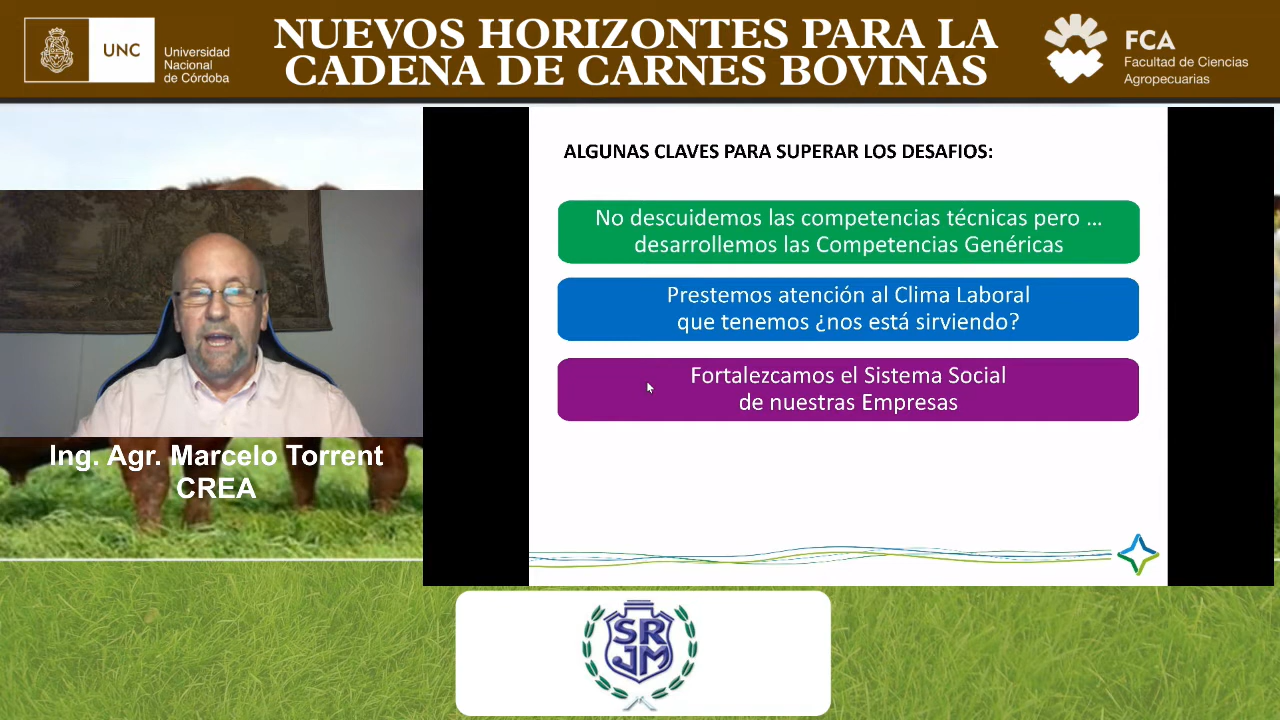 UNC
Universidad
Nacional
de Córdoba
NUEVOS HORIZONTES PARA LA
CADENA DE CARNES BOVINAS
FCA
Facultad de Ciencias
Agropecuarias
ALGUNAS CLAVES PARA SUPERAR LOS DESAFIOS:
No descuidemos las competencias técnicas pero ...
desarrollemos las Competencias Genéricas
Prestemos atención al Clima Laboral
que tenemos ¿nos está sirviendo?
Fortalezcamos el Sistema Social
de nuestras Empresas
Ing. Agr. Marcelo Torrent
CREA
SR
JM